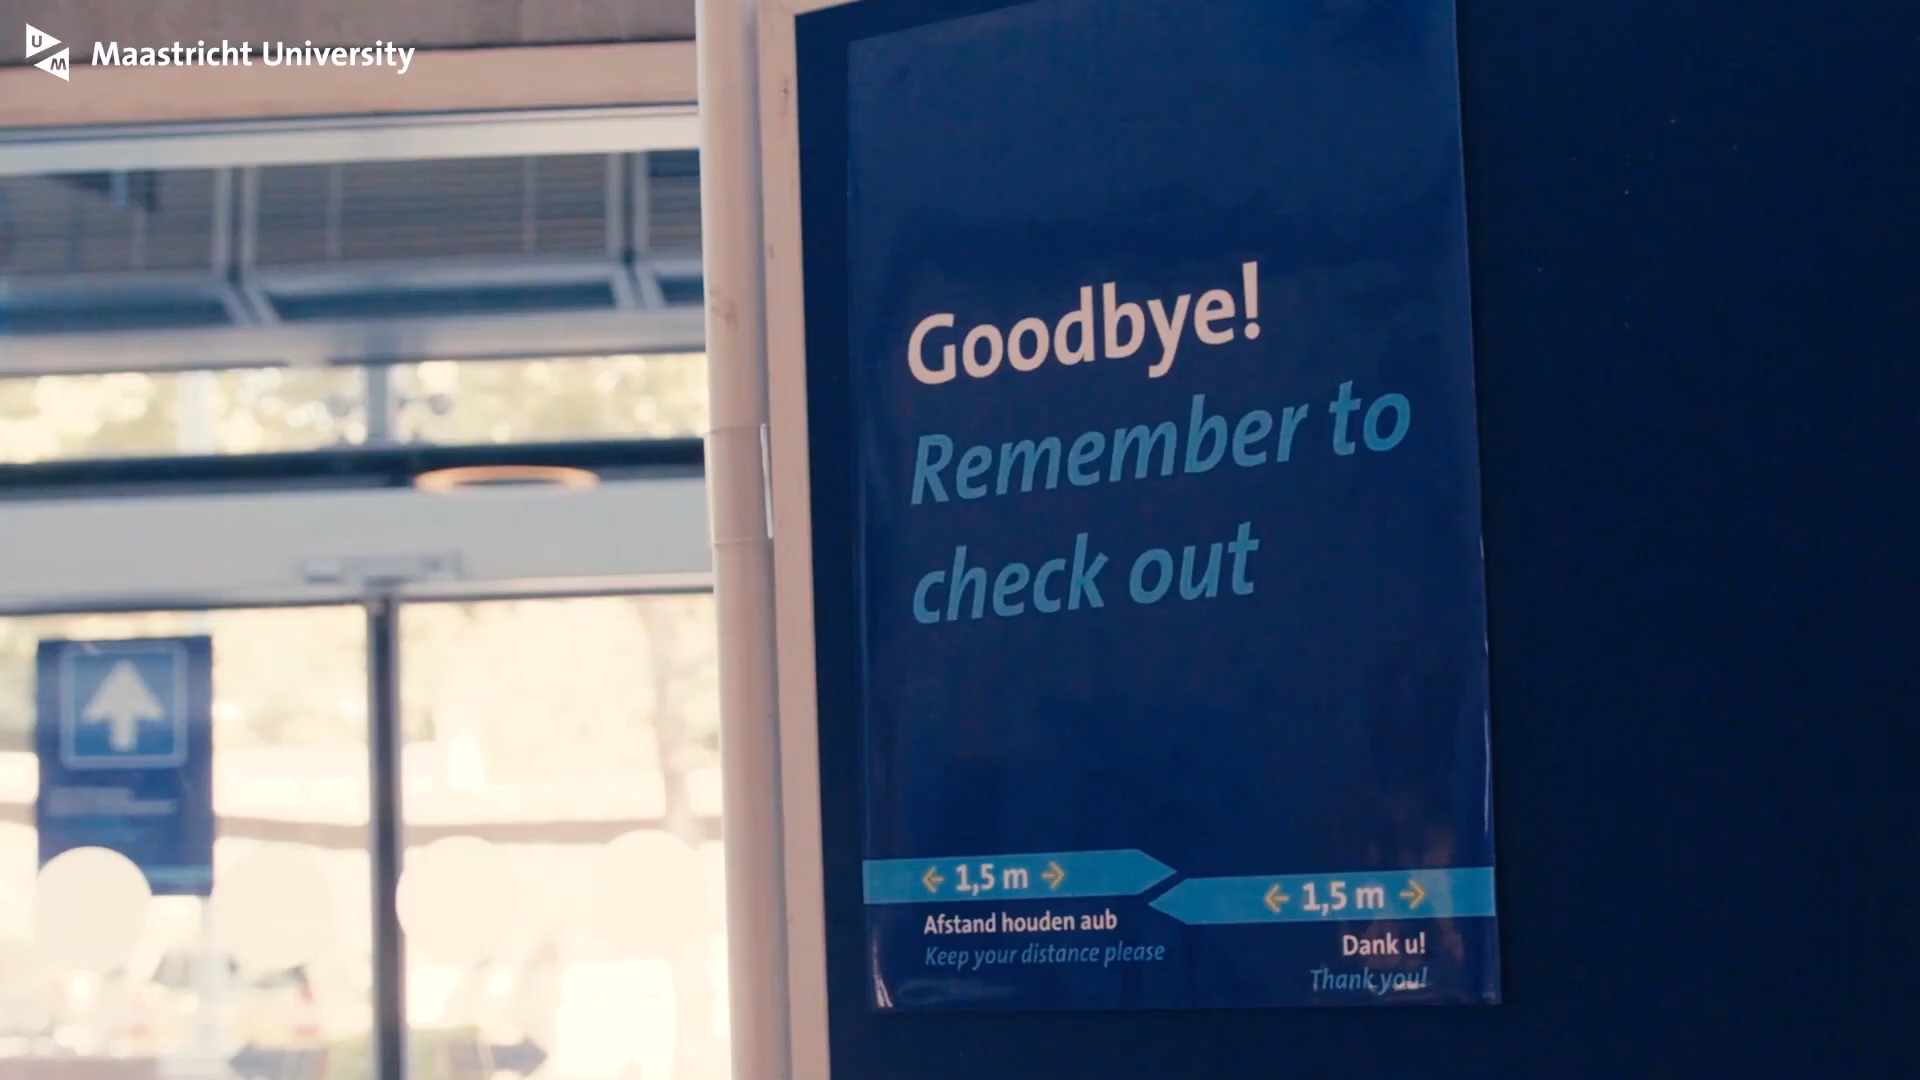 UM
Maastricht University
Goodbye!
Remember to
check out
← 1,5 m →
Afstand houden aub
Keep your distance please
← 1,5 m →
Dank u!
Thank you!